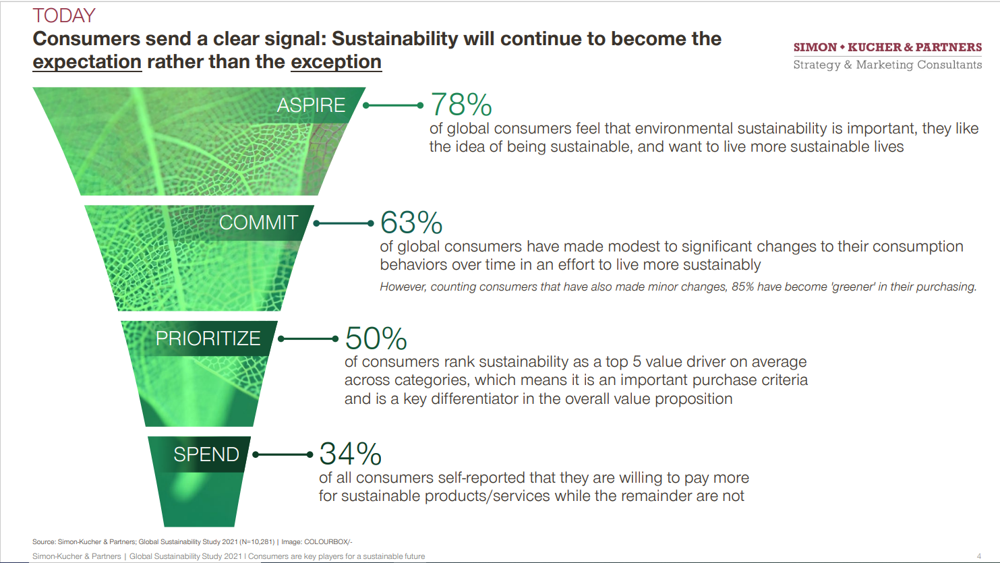 TODAY
Consumers send a clear signal: Sustainability will continue to become the
expectation rather than the exception
SIMON • KUCHER & PARTNERS
Strategy & Marketing Consultants
ASPIRE
78%
of global consumers feel that environmental sustainability is important, they like
the idea of being sustainable, and want to live more sustainable lives
COMMIT
63%
of global consumers have made modest to significant changes to their consumption
behaviors over time in an effort to live more sustainably
However, counting consumers that have also made minor changes, 85% have become 'greener' in their purchasing.
PRIORITIZE
50%
of consumers rank sustainability as a top 5 value driver on average
across categories, which means it is an important purchase criteria
and is a key differentiator in the overall value proposition
SPEND
34%
of all consumers self-reported that they are willing to pay more
for sustainable products/services while the remainder are not
Source: Simon-Kucher & Partners; Global Sustainability Study 2021 (N=10,281) | Image: COLOURBOX/-
Simon-Kucher & Partners | Global Sustainability Study 2021 I Consumers are key players for a sustainable future
4